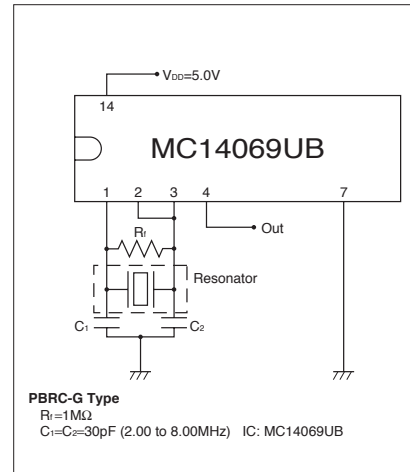 VDD=5.0V
14
MC14069UB
1 2 3 4 7
Rf
Out
Resonator
C1 C2
PBRC-G Type
Rf=1MΩ
C1=C2=30pF (2.00 to 8.00MHz) IC: MC14069UB